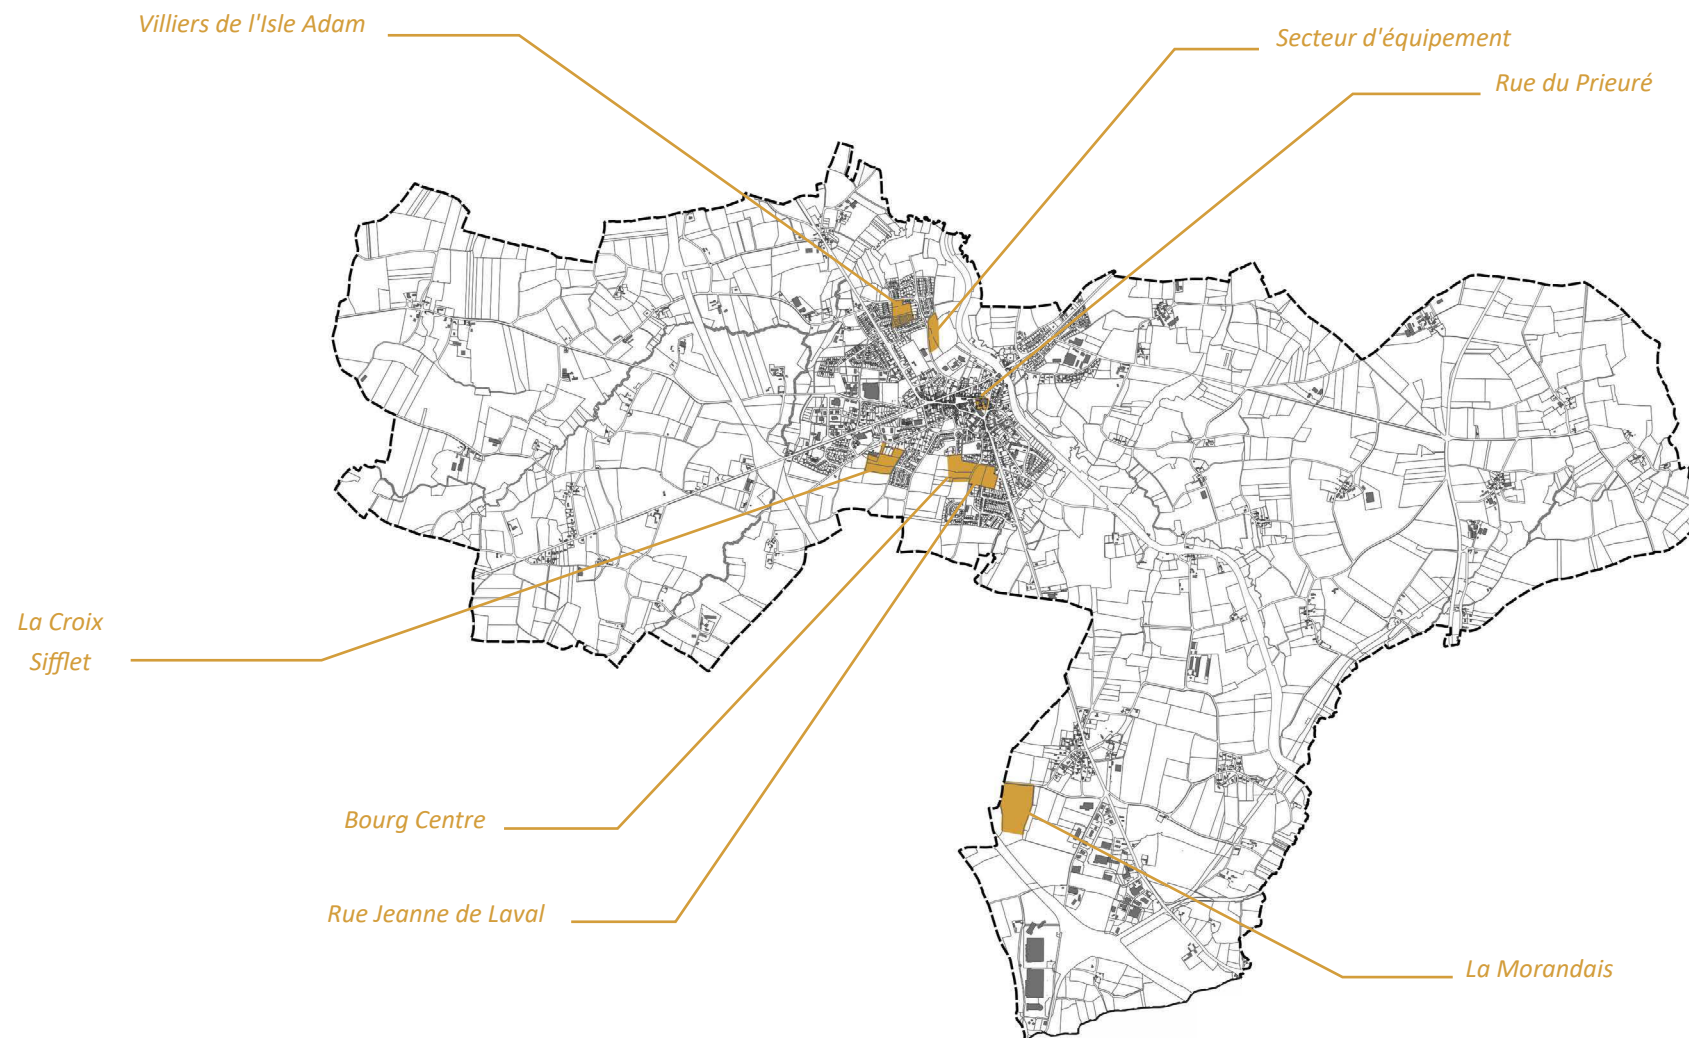 Villiers de l'Isle Adam
Secteur d'équipement
Rue du Prieuré
La Croix
Sifflet
Bourg Centre
Rue Jeanne de Laval
La Morandais